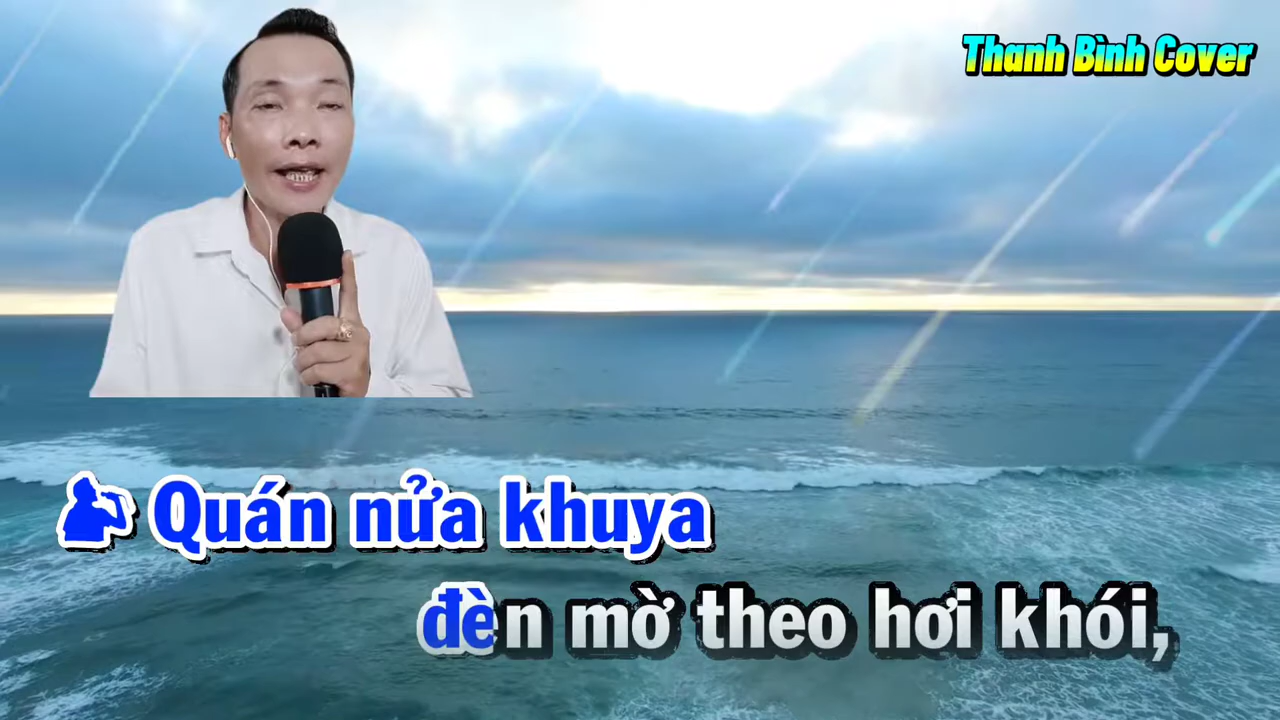 Thanh Bình Cover
Quán nửa khuya
đèn mờ theo hơi khói,